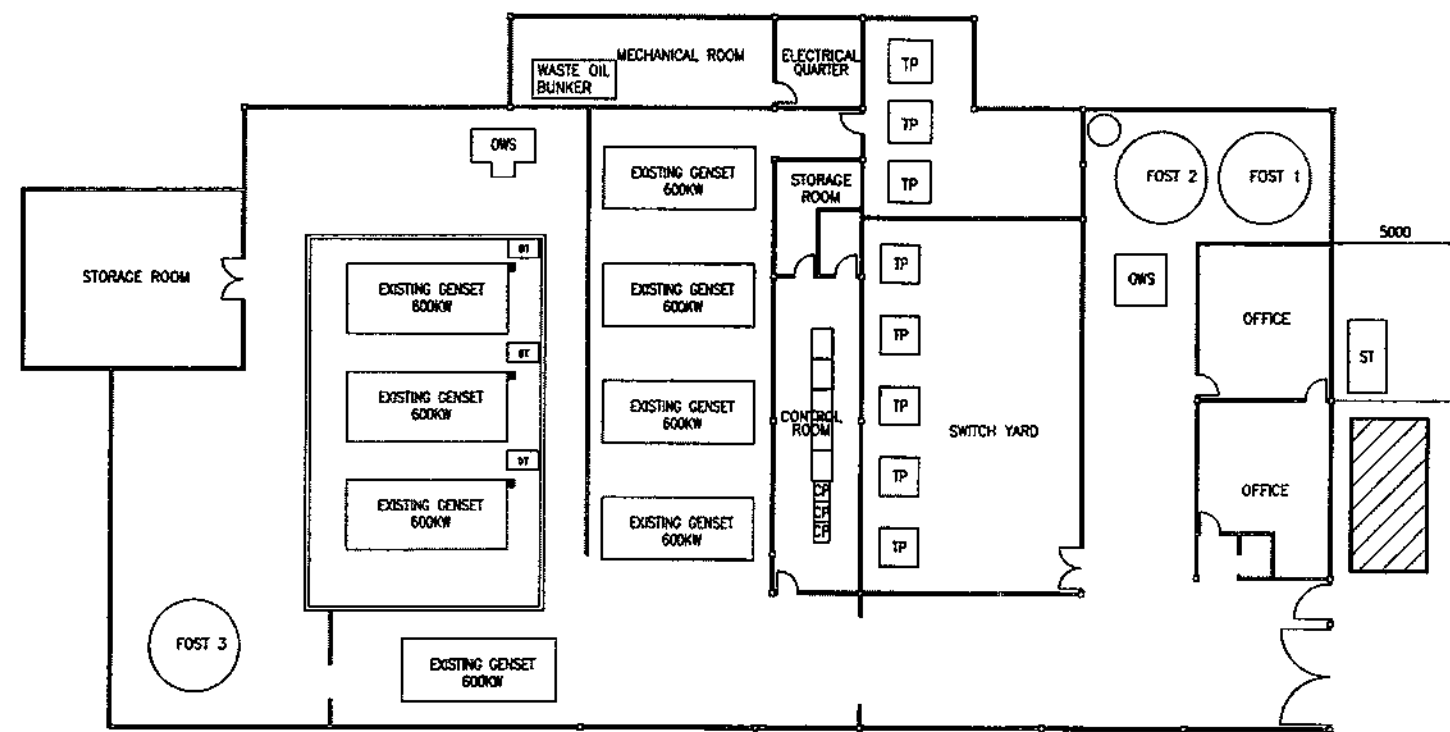 MECHANICAL ROOM
ELECTRICAL
QUARTER
TP
WASTE OIL
BUNKER
TP
OWS
EXISTING GENSET
600KW
STORAGE
ROOM
TP
FOST 2
FOST 1
5000
STORAGE ROOM
DT
EXISTING GENSET
600KW
EXISTING GENSET
600KW
TP
OWS
OFFICE
TP
DT
ST
EXISTING GENSET
600KW
EXISTING GENSET
600KW
CONTROL
ROOM
TP
SWITCH YARD
DT
EXISTING GENSET
600KW
EXISTING GENSET
600KW
CP
CP
CP
TP
OFFICE
TP
FOST 3
EXISTING GENSET
600KW